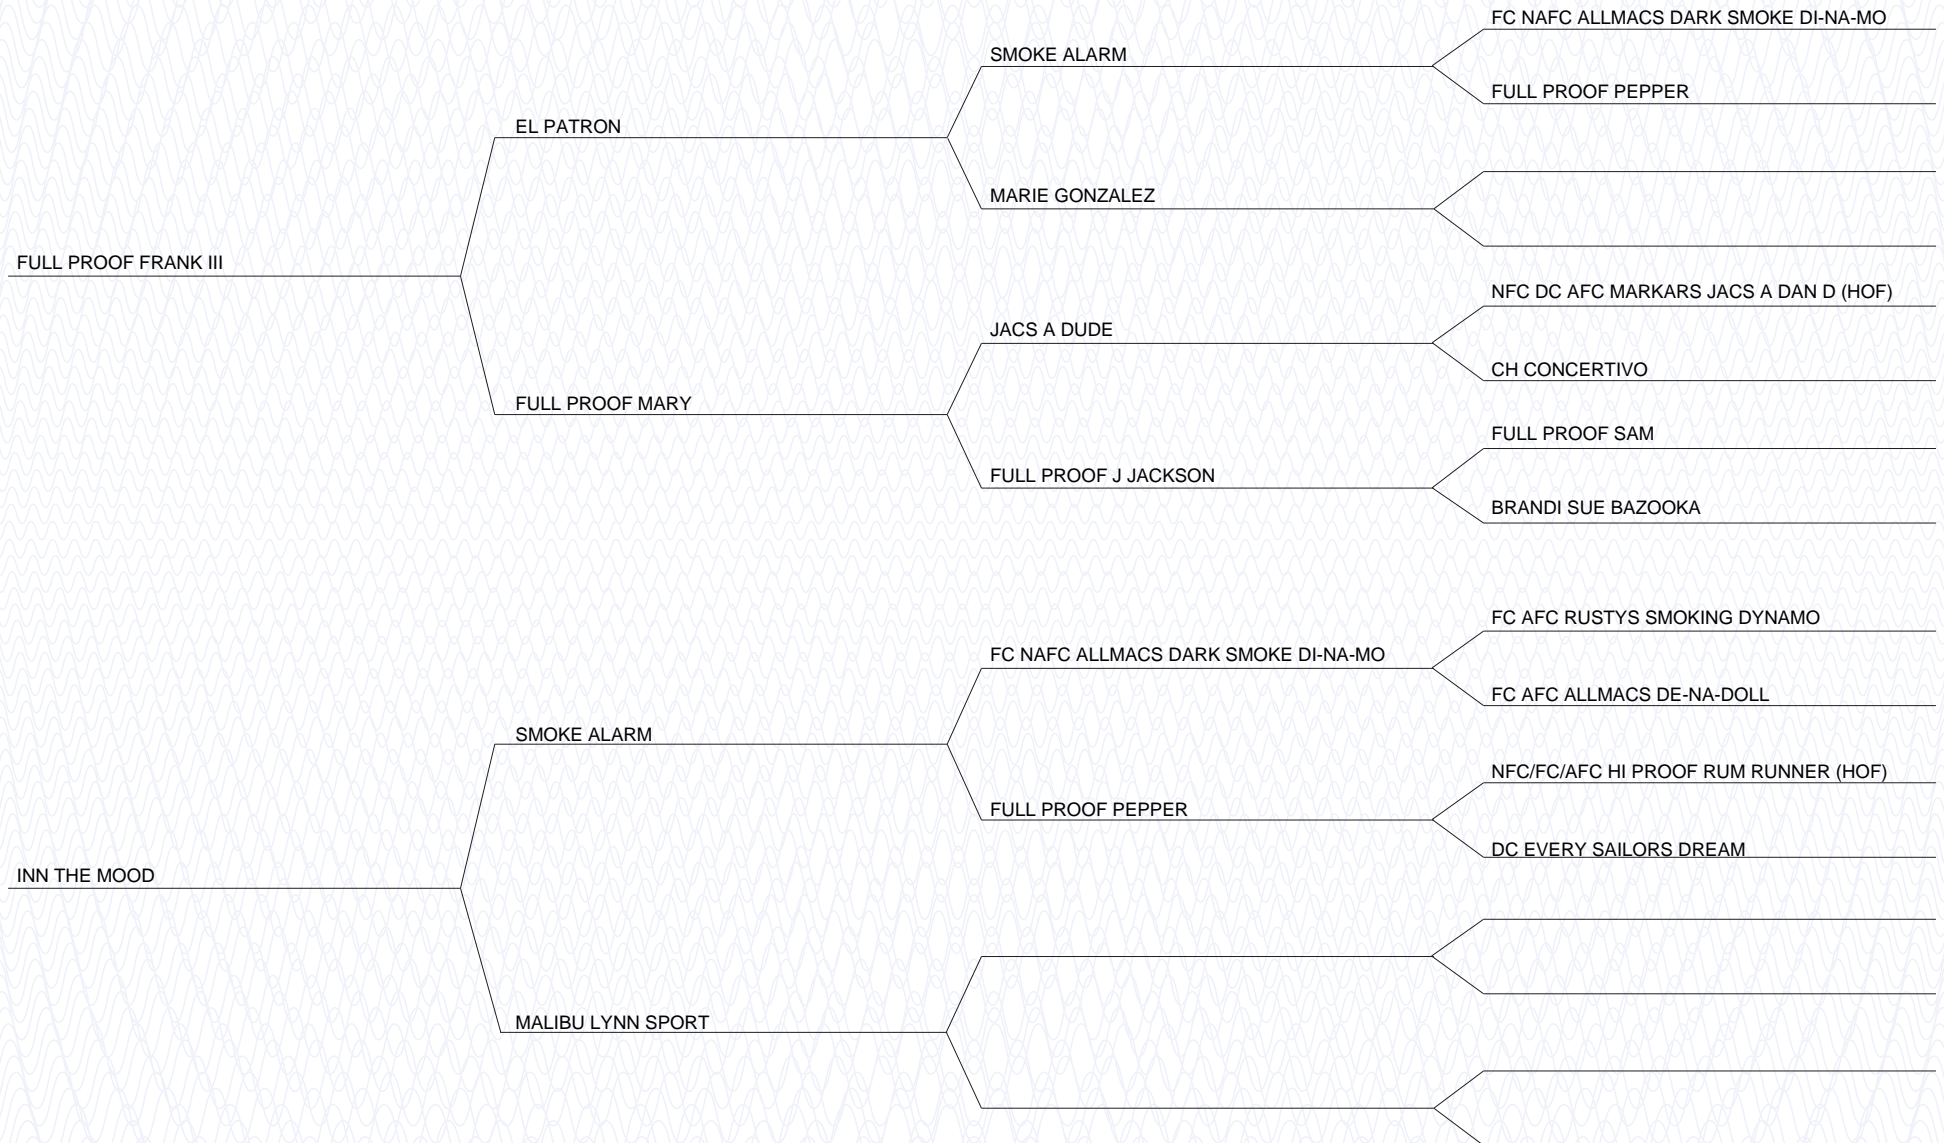 FC NAFC ALLMACS DARK SMOKE DI-NA-MO
SMOKE ALARM
FULL PROOF PEPPER
EL PATRON
MARIE GONZALEZ
FULL PROOF FRANK III
NFC DC AFC MARKARS JACS A DAN D (HOF)
JACS A DUDE
CH CONCERTIVO
FULL PROOF MARY
FULL PROOF SAM
FULL PROOF J JACKSON
BRANDI SUE BAZOOKA
FC AFC RUSTYS SMOKING DYNAMO
FC NAFC ALLMACS DARK SMOKE DI-NA-MO
FC AFC ALLMACS DE-NA-DOLL
SMOKE ALARM
NFC/FC/AFC HI PROOF RUM RUNNER (HOF)
FULL PROOF PEPPER
DC EVERY SAILORS DREAM
INN THE MOOD
MALIBU LYNN SPORT